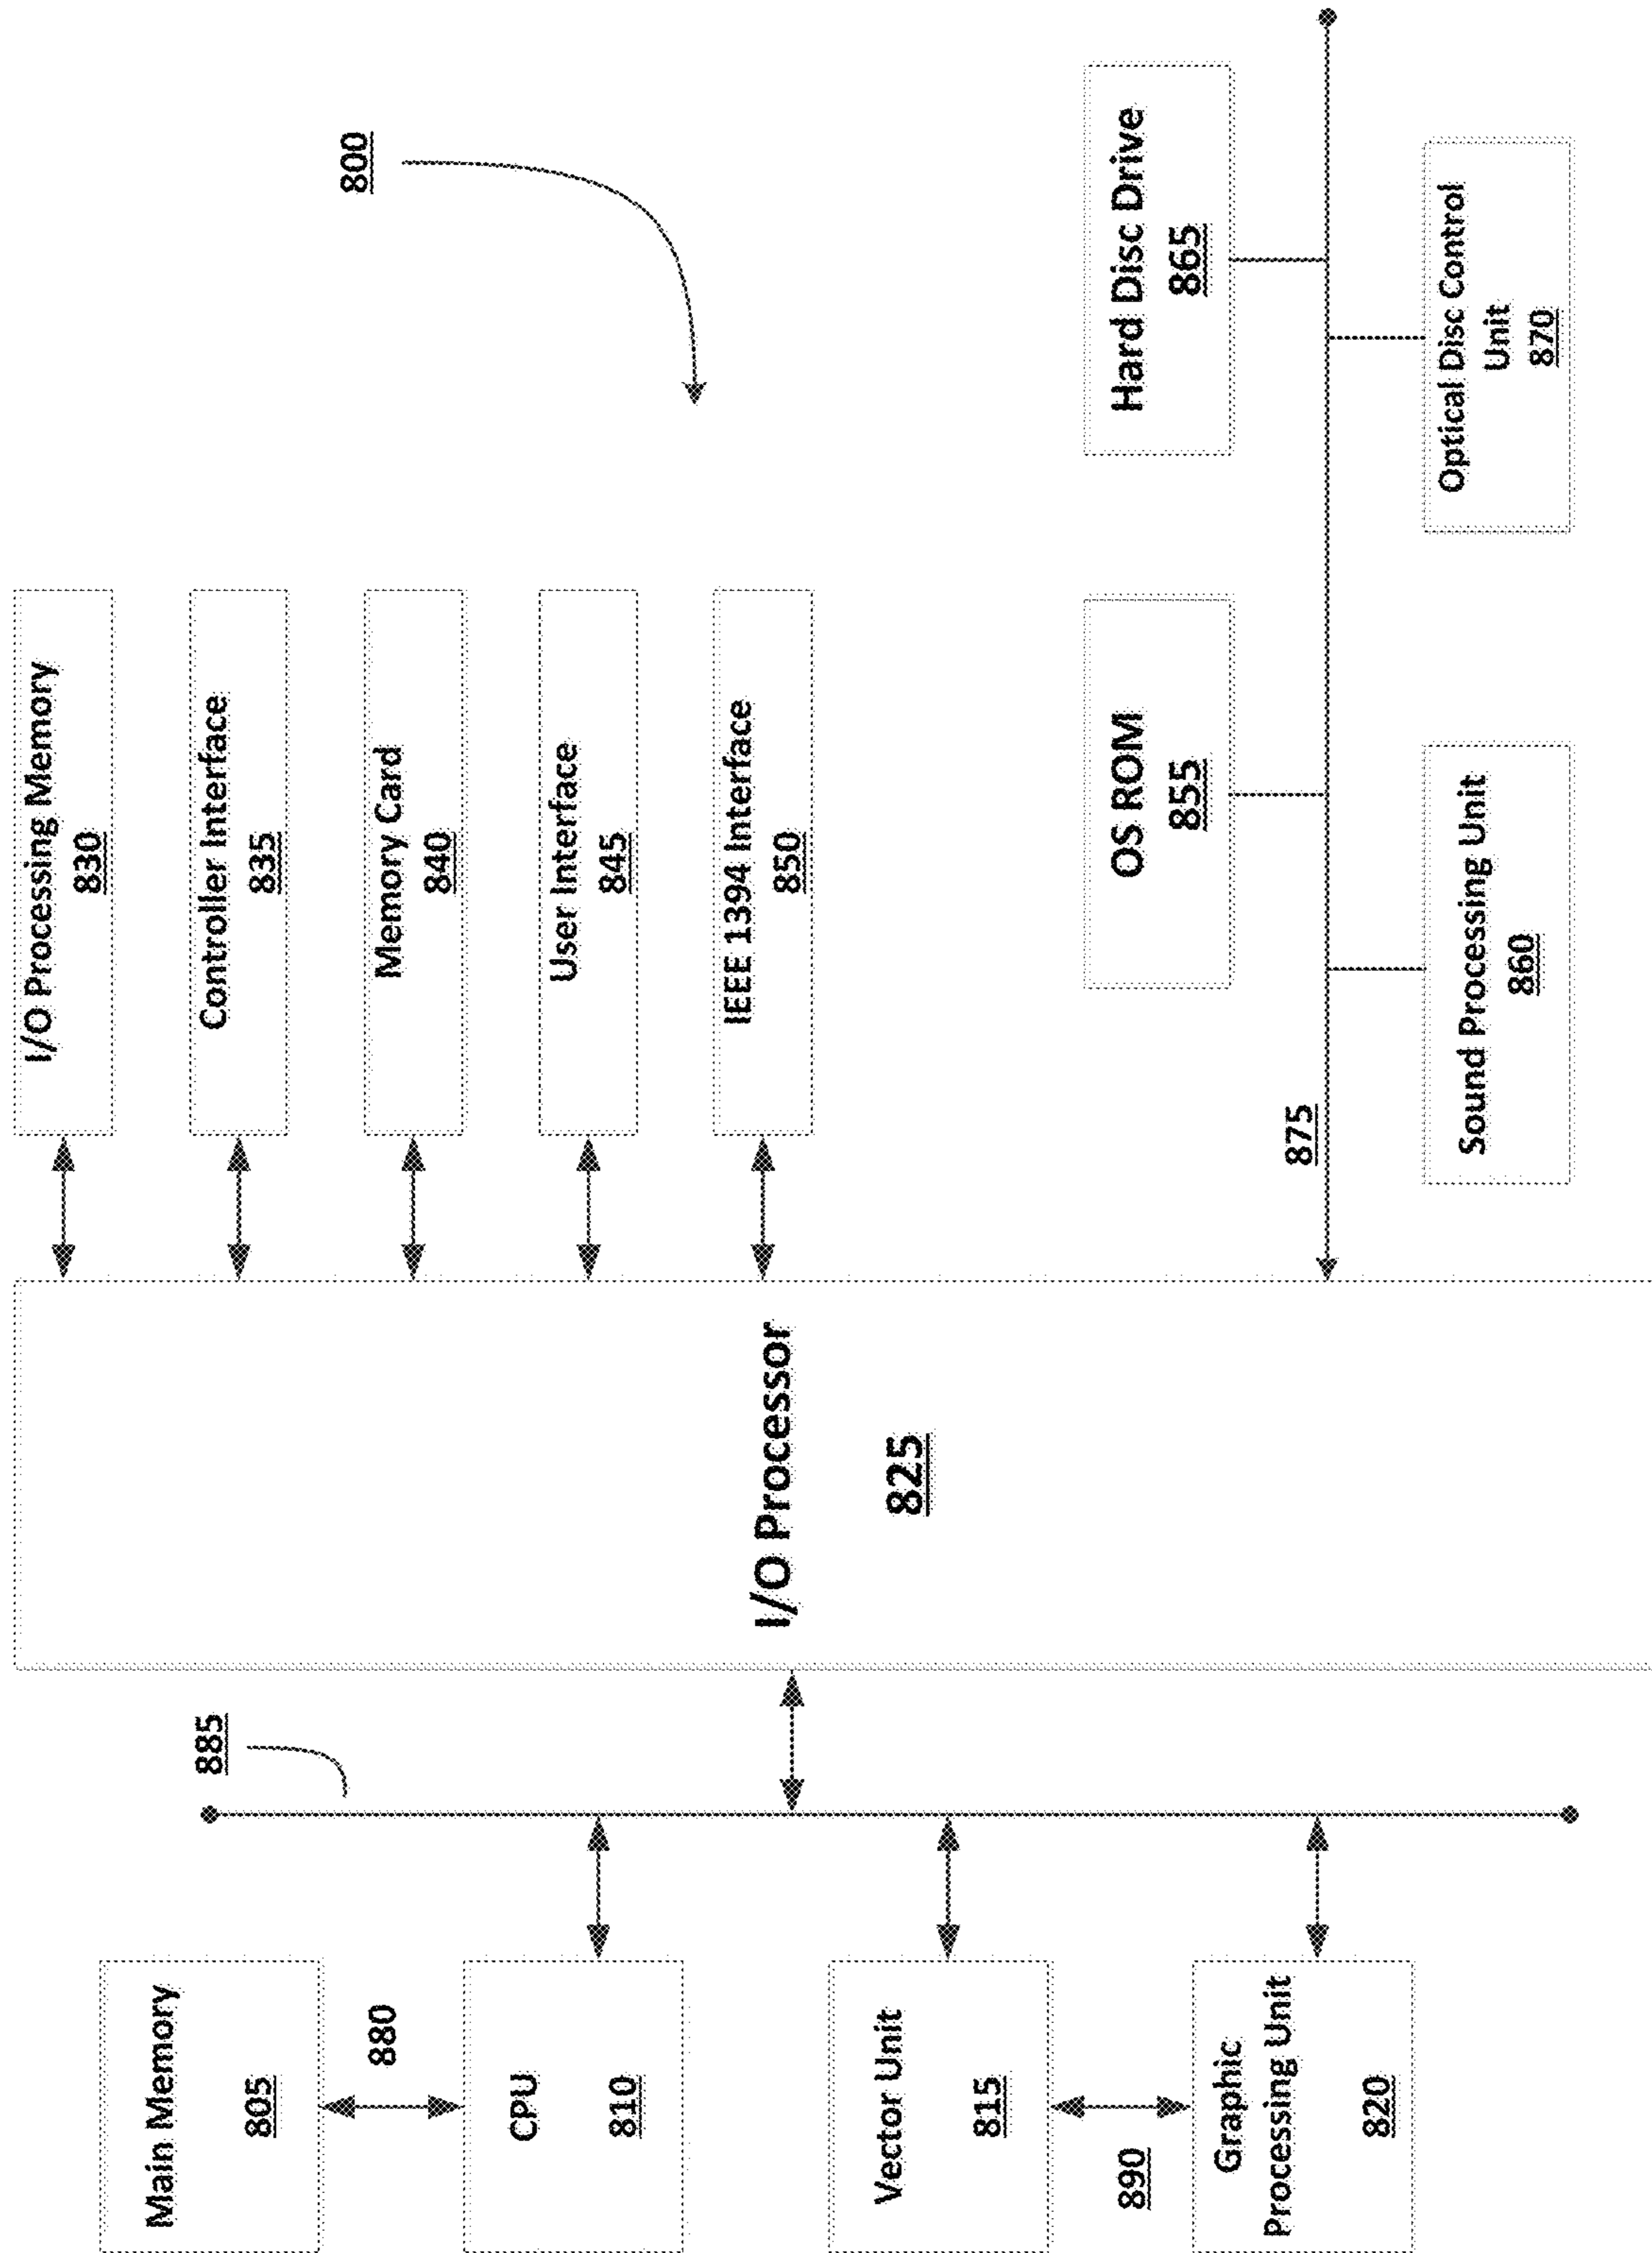 Main Memory
805
880
CPU
810
Vector Unit
815
890
Graphic
Processing Unit
820
885
I/O Processor
825
I/O Processing Memory
830
Controller Interface
835
Memory Card
840
User Interface
845
IEEE 1394 Interface
850
800
OS ROM
855
Hard Disc Drive
865
875
Sound Processing Unit
860
Optical Disc Control
Unit
870